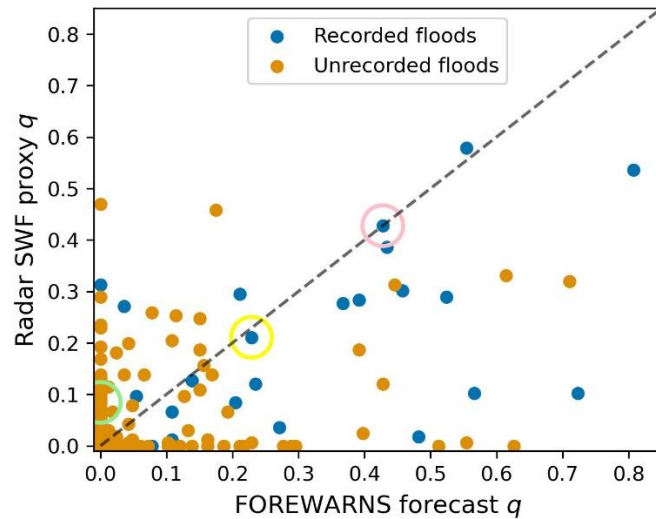 Recorded floods
Unrecorded floods
0.8
0.7
0.6
0.5
0.4
0.3
0.2
0.1
0.0
Radar SWF proxy q
0.0 0.1 0.2 0.3 0.4 0.5 0.6 0.7 0.8
FOREWARNS forecast q